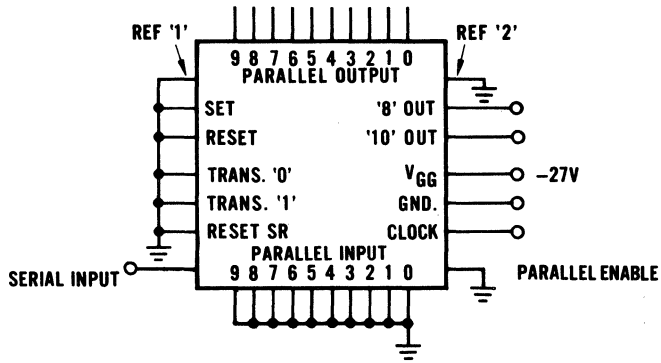 REF '1'
REF '2'
9 8 7 6 5 4 3 2 1 0
PARALLEL OUTPUT
SET
'8' OUT
RESET
'10' OUT
TRANS. '0'
VGG
-27V
TRANS. '1'
GND.
RESET SR
CLOCK
PARALLEL INPUT
SERIAL INPUT
9 8 7 6 5 4 3 2 1 0
PARALLEL ENABLE